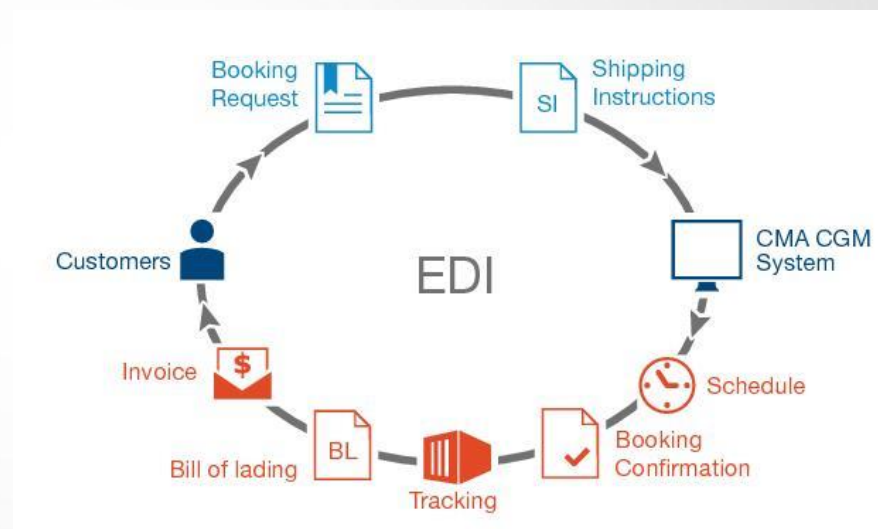 Booking
Request
SI
Shipping
Instructions
Customers
EDI
CMA CGM
System
Invoice
$
Schedule
Bill of lading
BL
Booking
Confirmation
Tracking